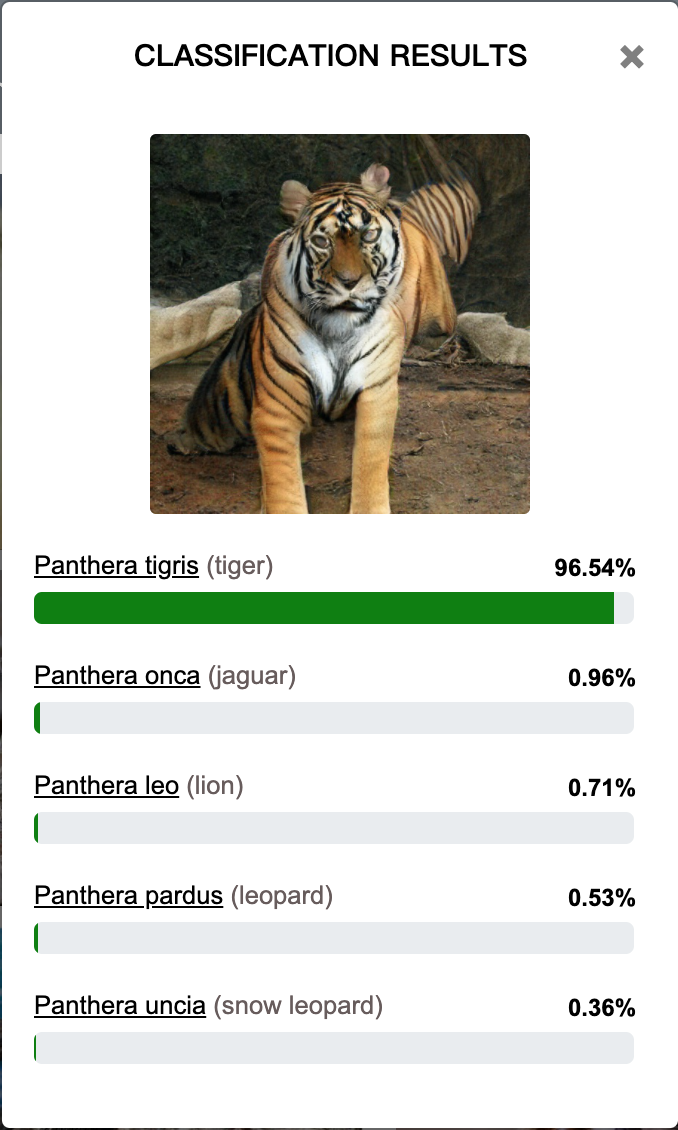 CLASSIFICATION RESULTS
Panthera tigris (tiger) 96.54%
Panthera onca (jaguar) 0.96%
Panthera leo (lion) 0.71%
Panthera pardus (leopard) 0.53%
Panthera uncia (snow leopard) 0.36%